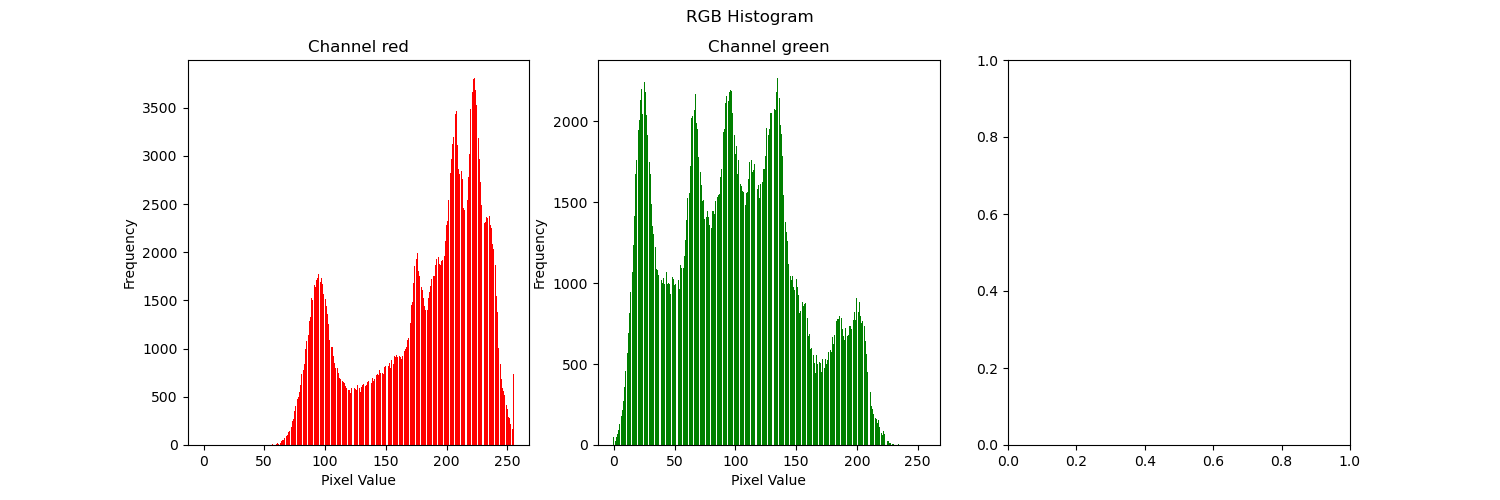 RGB Histogram
Channel red
Frequency
3500
3000
2500
2000
1500
1000
500
0
0 50 100 150 200 250
Pixel Value
Channel green
Frequency
2000
1500
1000
500
0
0 50 100 150 200 250
Pixel Value
1.0
0.8
0.6
0.4
0.2
0.0
0.0 0.2 0.4 0.6 0.8 1.0